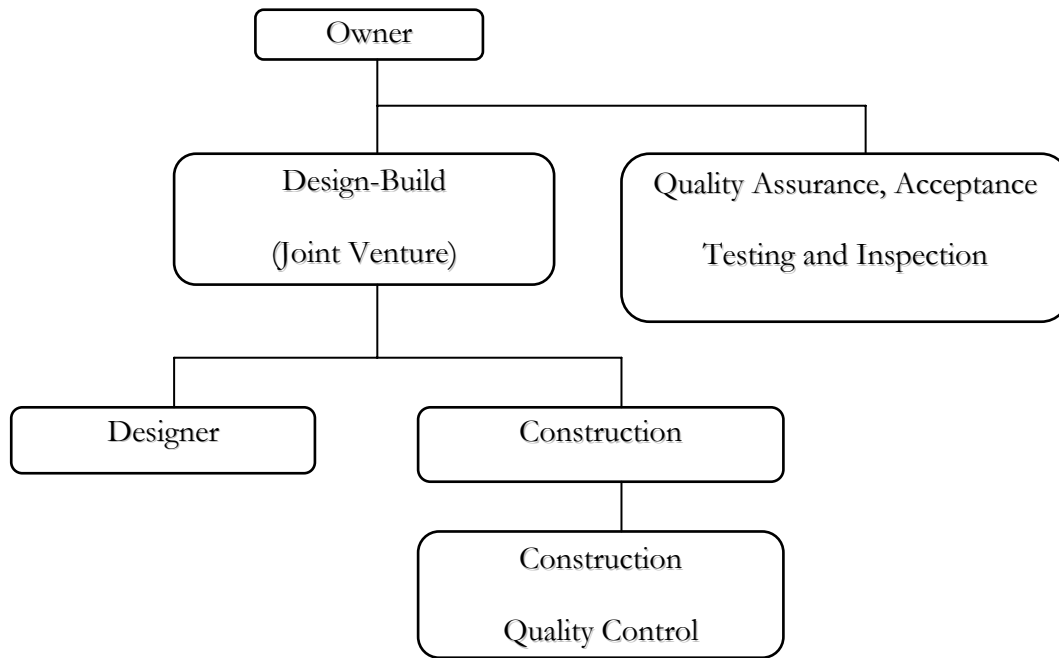 Owner
Design-Build
(Joint Venture)
Quality Assurance, Acceptance
Testing and Inspection
Designer
Construction
Construction
Quality Control